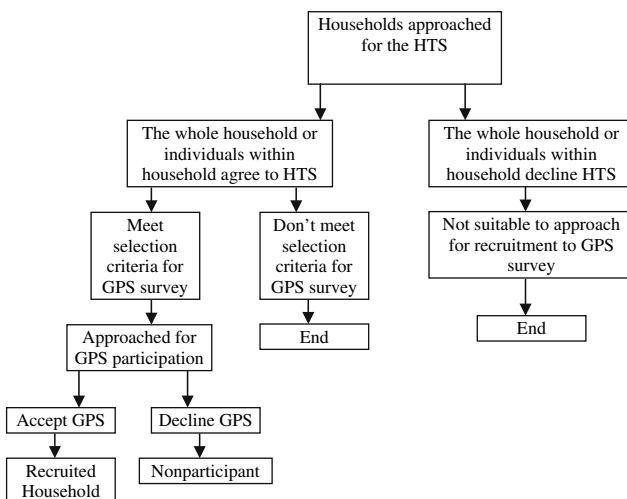 Households approached
for the HTS
The whole household or
individuals within
household agree to HTS
The whole household or
individuals within
household decline HTS
Meet
selection
criteria for
GPS survey
Don't meet
selection
criteria for
GPS survey
Not suitable to approach
for recruitment to GPS
survey
Approached for
GPS participation
End
End
Accept GPS
Decline GPS
Recruited
Household
Nonparticipant